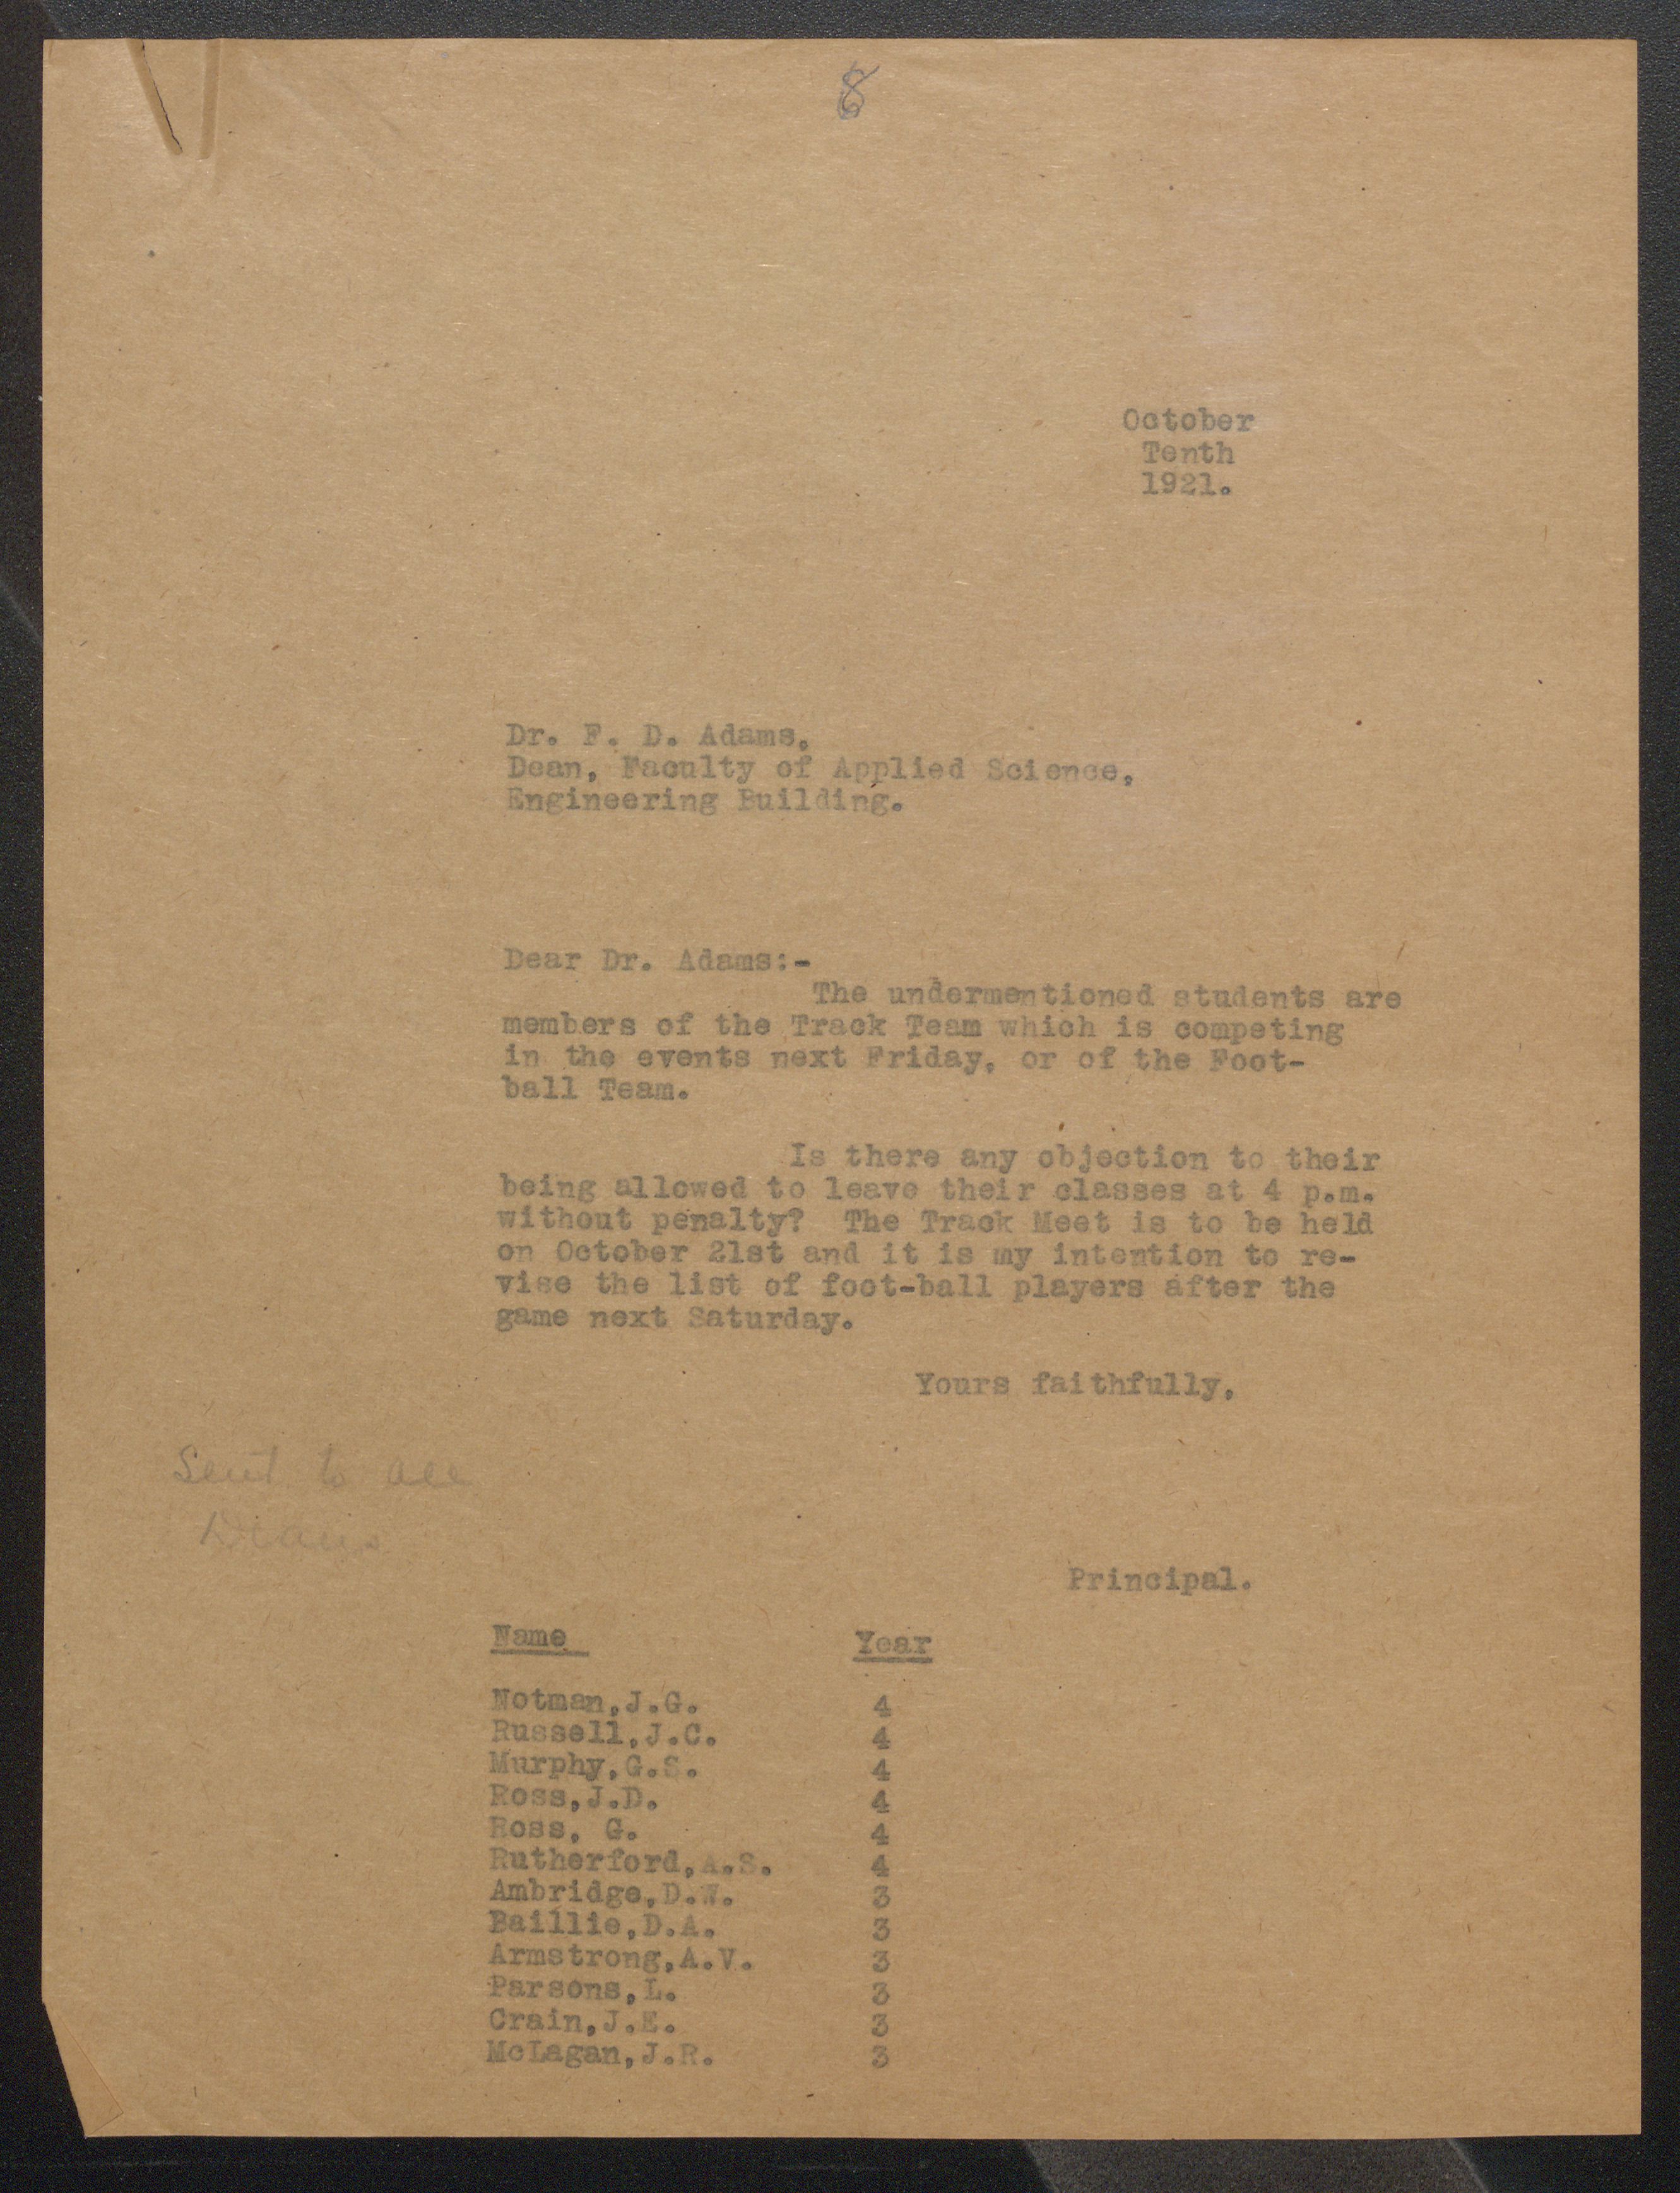 8
October
Tenth
1921.
Dr. F. D. Adams,
Dean, Faculty of Applied Science,
Engineering Building.
Dear Dr. Adams:-
The undermentioned students are
members of the Track Team which is competing
in the events next Friday, or of the Foot-
ball Team.
Is there any objection to their
being allowed to leave their classes at 4 p.m.
without penalty? The Track Meet is to be held
on October 21st and it is my intention to re-
vise the list of foot-ball players after the
game next Saturday.
Yours faithfully,
Sent to all
Deans
Principal.
Name Year
Notman,J.G. 4
Russell,J.C. 4
Murphy,G.S. 4
Ross,J.D. 4
Ross, G. 4
Rutherford,A.S. 4
Ambridge,D.W. 3
Baillie,D.A. 3
Armstrong,A.V. 3
Parsons,L. 3
Crain,J.E. 3
McLagan,J.R. 3